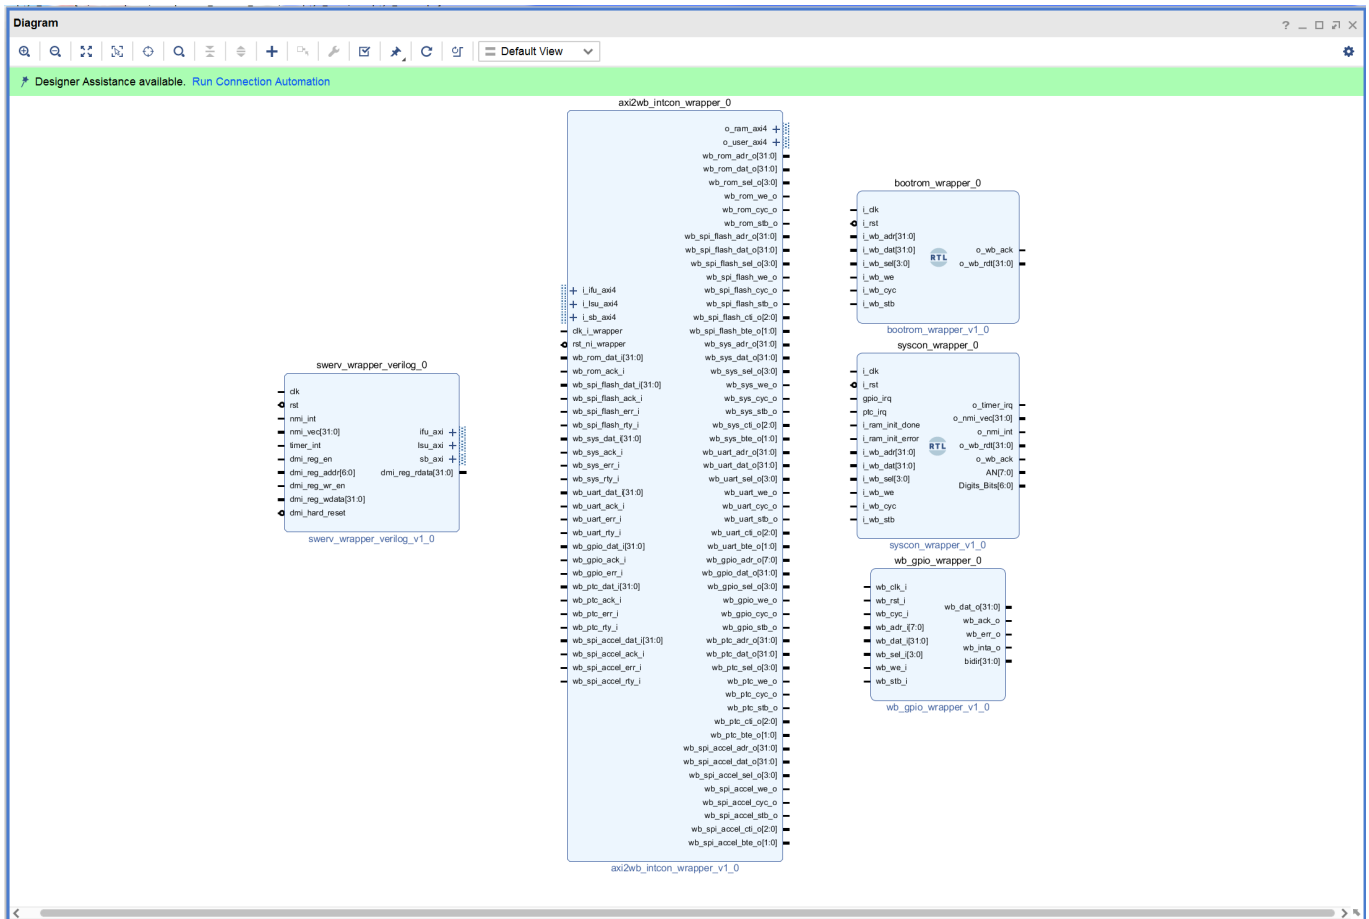 Diagram
Default View
Designer Assistance available. Run Connection Automation
swerv_wrapper_verilog_0
clk
rst
nmi_int
nmi_vec[31:0]
timer_int
dmi_reg_en
dmi_reg_addr[6:0]
dmi_reg_wr_en
dmi_reg_wdata[31:0]
dmi_hard_reset
ifu_axi
lsu_axi
sb_axi
dmi_reg_rdata[31:0]
swerv_wrapper_verilog_v1_0
axi2wb_intcon_wrapper_0
i_ifu_axi4
i_lsu_axi4
i_sb_axi4
clk_i_wrapper
rst_ni_wrapper
wb_rom_dat_i[31:0]
wb_rom_ack_i
wb_spi_flash_dat_i[31:0]
wb_spi_flash_ack_i
wb_spi_flash_err_i
wb_spi_flash_rty_i
wb_sys_dat_i[31:0]
wb_sys_ack_i
wb_sys_err_i
wb_sys_rty_i
wb_uart_dat_i[31:0]
wb_uart_ack_i
wb_uart_err_i
wb_uart_rty_i
wb_gpio_dat_i[31:0]
wb_gpio_ack_i
wb_gpio_err_i
wb_ptc_dat_i[31:0]
wb_ptc_ack_i
wb_ptc_err_i
wb_ptc_rty_i
wb_spi_accel_dat_i[31:0]
wb_spi_accel_ack_i
wb_spi_accel_err_i
wb_spi_accel_rty_i
o_ram_axi4
o_user_axi4
wb_rom_adr_o[31:0]
wb_rom_dat_o[31:0]
wb_rom_sel_o[3:0]
wb_rom_we_o
wb_rom_cyc_o
wb_rom_stb_o
wb_spi_flash_adr_o[31:0]
wb_spi_flash_dat_o[31:0]
wb_spi_flash_sel_o[3:0]
wb_spi_flash_we_o
wb_spi_flash_cyc_o
wb_spi_flash_stb_o
wb_spi_flash_cti_o[2:0]
wb_spi_flash_bte_o[1:0]
wb_sys_adr_o[31:0]
wb_sys_dat_o[31:0]
wb_sys_sel_o[3:0]
wb_sys_we_o
wb_sys_cyc_o
wb_sys_stb_o
wb_sys_cti_o[2:0]
wb_sys_bte_o[1:0]
wb_uart_adr_o[31:0]
wb_uart_dat_o[31:0]
wb_uart_sel_o[3:0]
wb_uart_we_o
wb_uart_cyc_o
wb_uart_stb_o
wb_uart_cti_o[2:0]
wb_uart_bte_o[1:0]
wb_gpio_adr_o[7:0]
wb_gpio_dat_o[31:0]
wb_gpio_sel_o[3:0]
wb_gpio_we_o
wb_gpio_cyc_o
wb_gpio_stb_o
wb_ptc_adr_o[31:0]
wb_ptc_dat_o[31:0]
wb_ptc_sel_o[3:0]
wb_ptc_we_o
wb_ptc_cyc_o
wb_ptc_stb_o
wb_ptc_cti_o[2:0]
wb_ptc_bte_o[1:0]
wb_spi_accel_adr_o[31:0]
wb_spi_accel_dat_o[31:0]
wb_spi_accel_sel_o[3:0]
wb_spi_accel_we_o
wb_spi_accel_cyc_o
wb_spi_accel_stb_o
wb_spi_accel_cti_o[2:0]
wb_spi_accel_bte_o[1:0]
axi2wb_intcon_wrapper_v1_0
bootrom_wrapper_0
i_clk
i_rst
i_wb_adr[31:0]
i_wb_dat[31:0]
i_wb_sel[3:0]
i_wb_we
i_wb_cyc
i_wb_stb
RTL
o_wb_ack
o_wb_rdt[31:0]
bootrom_wrapper_v1_0
syscon_wrapper_0
i_clk
i_rst
gpio_irq
ptc_irq
i_ram_init_done
i_ram_init_error
i_wb_adr[31:0]
i_wb_dat[31:0]
i_wb_sel[3:0]
i_wb_we
i_wb_cyc
i_wb_stb
RTL
o_timer_irq
o_nmi_vec[31:0]
o_nmi_int
o_wb_rdt[31:0]
o_wb_ack
AN[7:0]
Digits_Bits[6:0]
syscon_wrapper_v1_0
wb_gpio_wrapper_0
wb_clk_i
wb_rst_i
wb_cyc_i
wb_adr_i[7:0]
wb_dat_i[31:0]
wb_sel_i[3:0]
wb_we_i
wb_stb_i
wb_dat_o[31:0]
wb_ack_o
wb_err_o
wb_inta_o
bidir[31:0]
wb_gpio_wrapper_v1_0